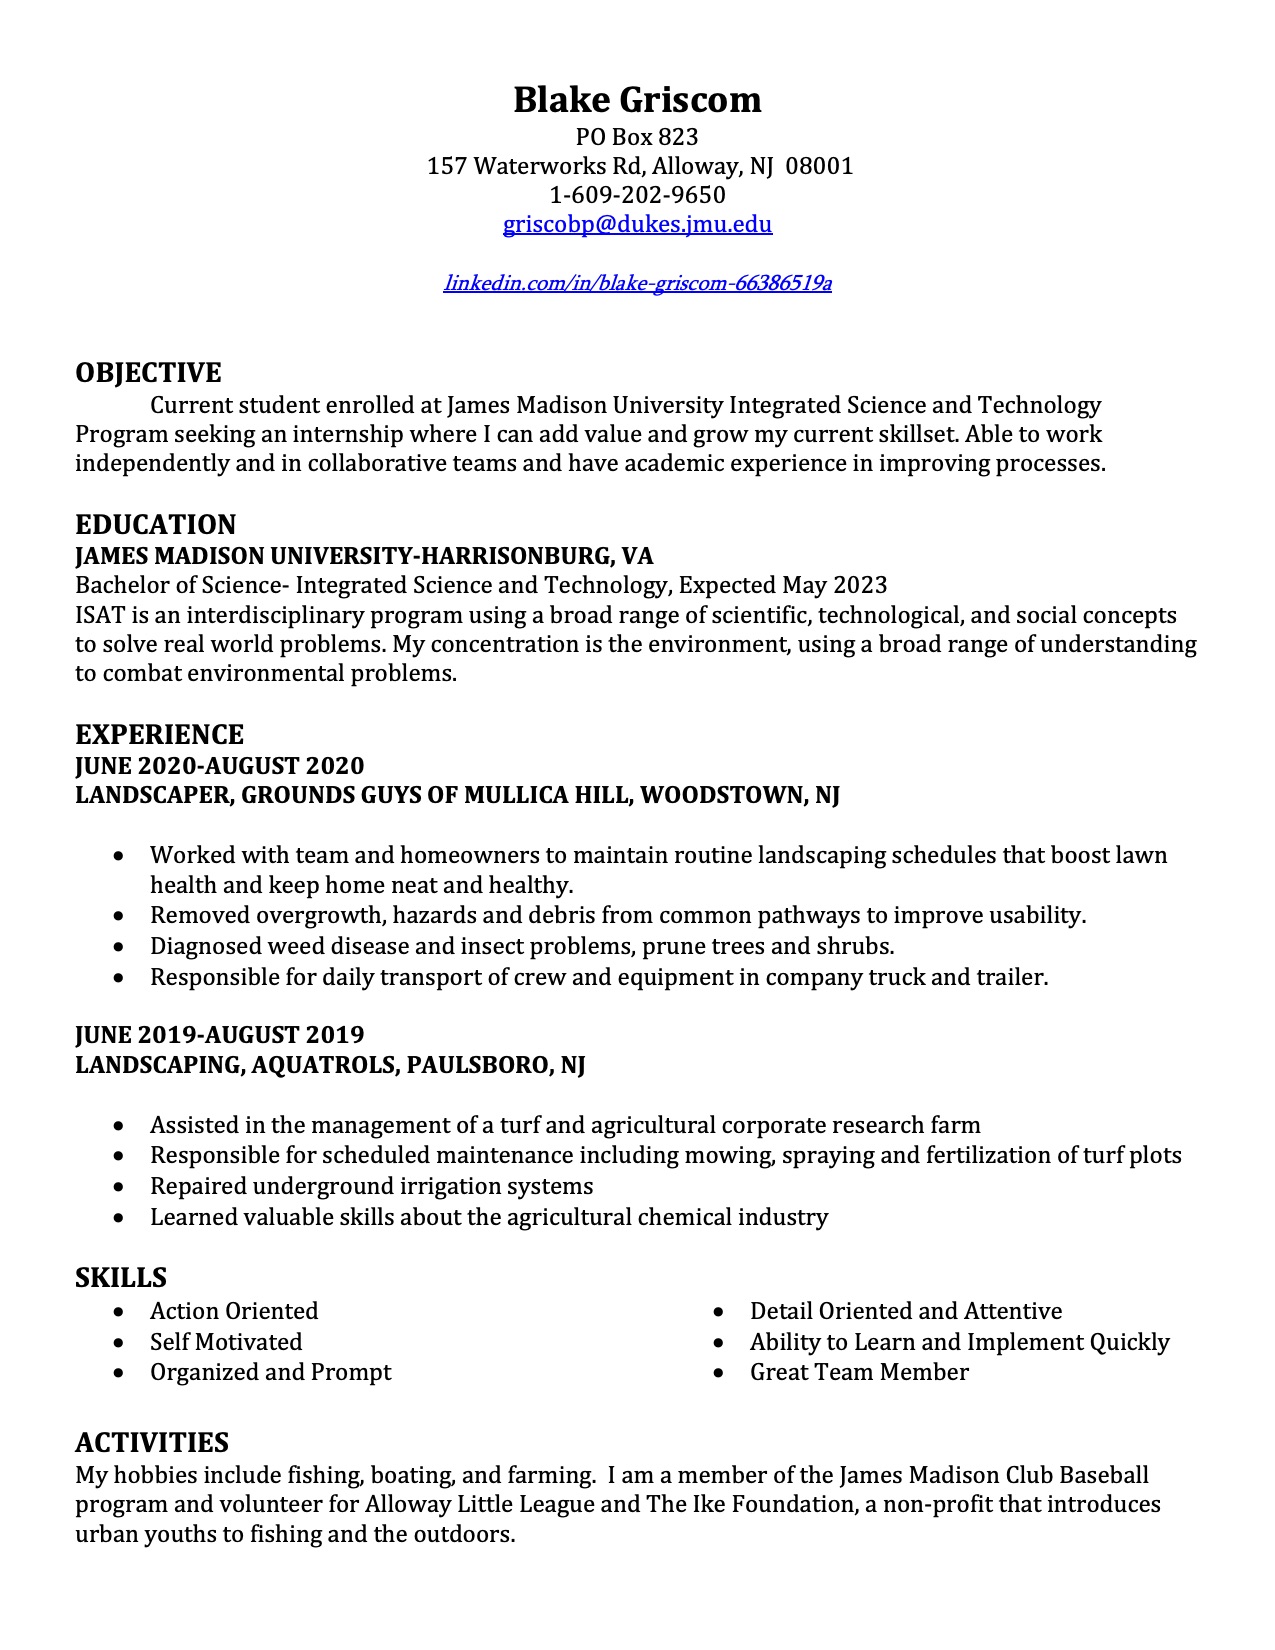 Blake Griscom
PO Box 823
157 Waterworks Rd, Alloway, NJ  08001
1-609-202-9650
griscobp@dukes.jmu.edu
linkedin.com/in/blake-griscom-66386519a
OBJECTIVE
Current student enrolled at James Madison University Integrated Science and Technology
Program seeking an internship where I can add value and grow my current skillset. Able to work
independently and in collaborative teams and have academic experience in improving processes.
EDUCATION
JAMES MADISON UNIVERSITY-HARRISONBURG, VA
Bachelor of Science- Integrated Science and Technology, Expected May 2023
ISAT is an interdisciplinary program using a broad range of scientific, technological, and social concepts
to solve real world problems. My concentration is the environment, using a broad range of understanding
to combat environmental problems.
EXPERIENCE
JUNE 2020-AUGUST 2020
LANDSCAPER, GROUNDS GUYS OF MULLICA HILL, WOODSTOWN, NJ
• Worked with team and homeowners to maintain routine landscaping schedules that boost lawn
health and keep home neat and healthy.
• Removed overgrowth, hazards and debris from common pathways to improve usability.
• Diagnosed weed disease and insect problems, prune trees and shrubs.
• Responsible for daily transport of crew and equipment in company truck and trailer.
JUNE 2019-AUGUST 2019
LANDSCAPING, AQUATROLS, PAULSBORO, NJ
• Assisted in the management of a turf and agricultural corporate research farm
• Responsible for scheduled maintenance including mowing, spraying and fertilization of turf plots
• Repaired underground irrigation systems
• Learned valuable skills about the agricultural chemical industry
SKILLS
• Action Oriented
• Self Motivated
• Organized and Prompt
• Detail Oriented and Attentive
• Ability to Learn and Implement Quickly
• Great Team Member
ACTIVITIES
My hobbies include fishing, boating, and farming.  I am a member of the James Madison Club Baseball
program and volunteer for Alloway Little League and The Ike Foundation, a non-profit that introduces
urban youths to fishing and the outdoors.